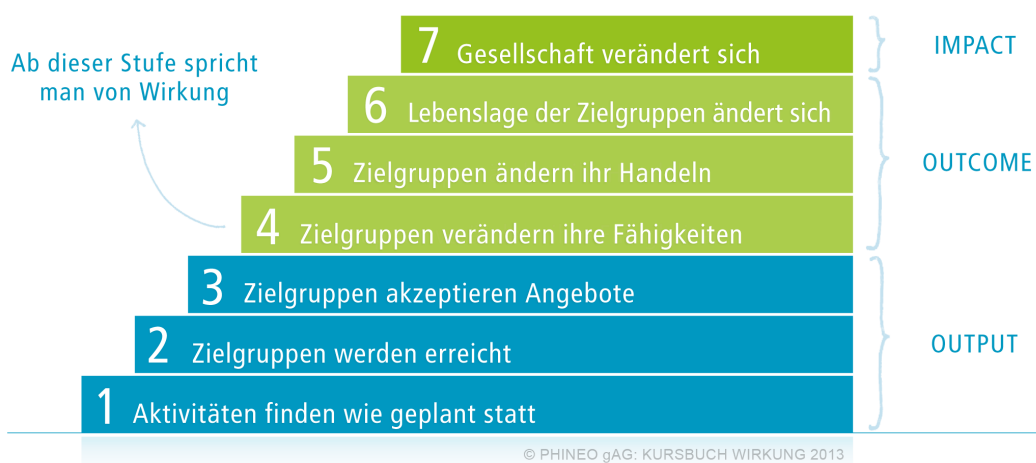 7 Gesellschaft verändert sich
IMPACT
Ab dieser Stufe spricht
man von Wirkung
6 Lebenslage der Zielgruppen ändert sich
5 Zielgruppen ändern ihr Handeln
OUTCOME
4 Zielgruppen verändern ihre Fähigkeiten
3 Zielgruppen akzeptieren Angebote
2 Zielgruppen werden erreicht
OUTPUT
1 Aktivitäten finden wie geplant statt
© PHINEO gAG: KURSBUCH WIRKUNG 2013